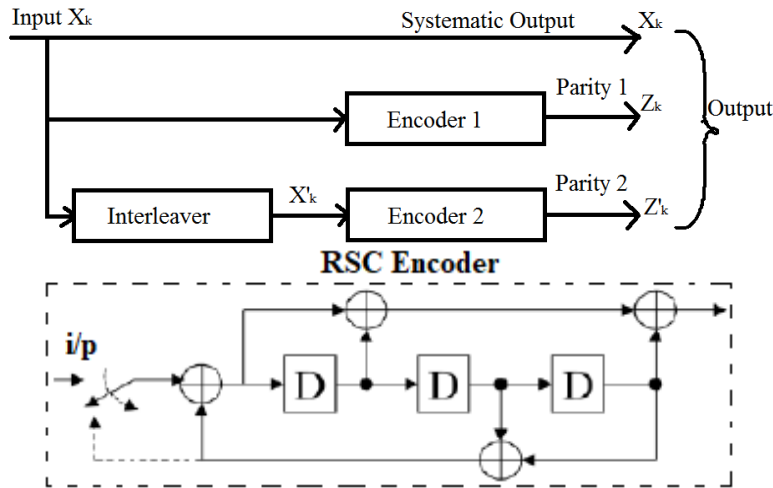 Input Xₖ
Systematic Output
Xₖ
Parity 1
Zₖ
Encoder 1
Output
Interleaver
X'ₖ
Encoder 2
Parity 2
Z'ₖ
RSC Encoder
i/p
D
D
D